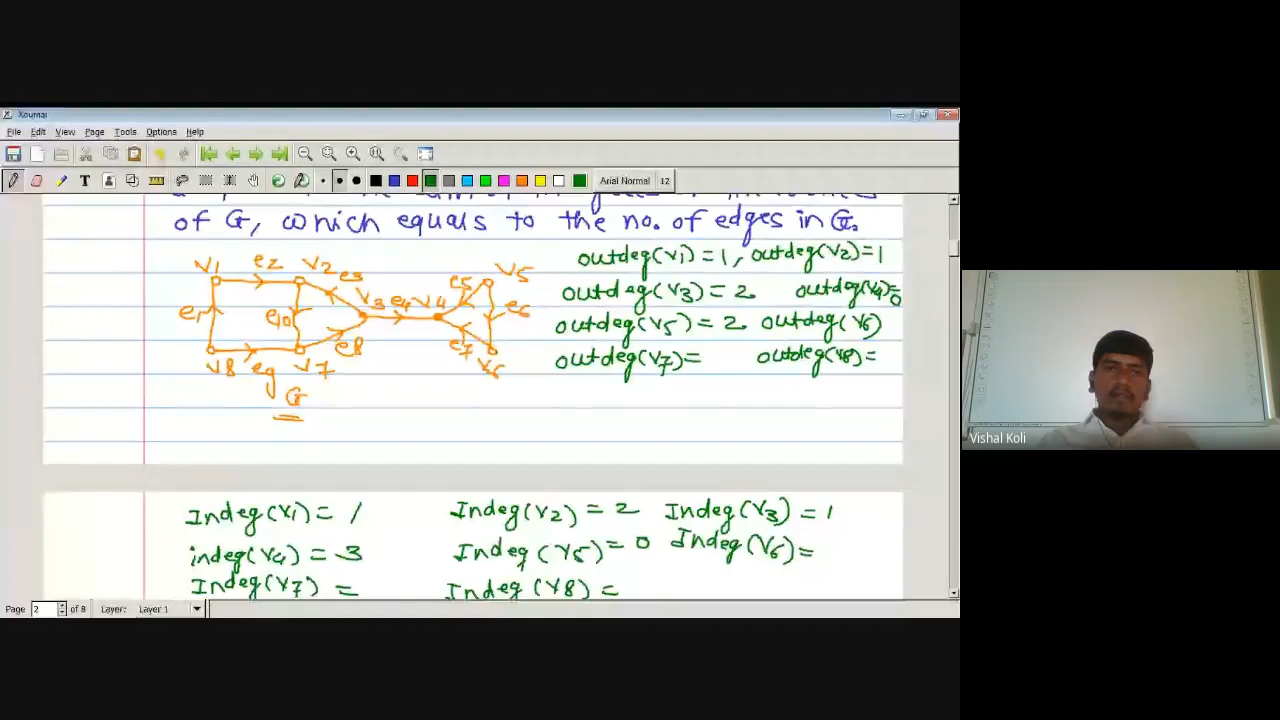 Xournal
File Edit View Page Tools Options Help
Arial Normal 12
of G, which equals to the no. of edges in G.
outdeg(v1) = 1, outdeg(v2) = 1
outdeg(v3) = 2 outdeg(v4) = 0
outdeg(v5) = 2 outdeg(v6)
outdeg(v7) = outdeg(v8) =
v1 e2 v2 e3 v3 e4 v4 e5 v5
e1 e10 e8 e7 e6
v8 e9 v7 v6
G
Indeg(v1) = 1 Indeg(v2) = 2 Indeg(v3) = 1
indeg(v4) = 3 Indeg(v5) = 0 Indeg(v6) =
Indeg(v7) = Indeg(v8) =
Page 2 of 8 Layer: Layer 1
Vishal Koli